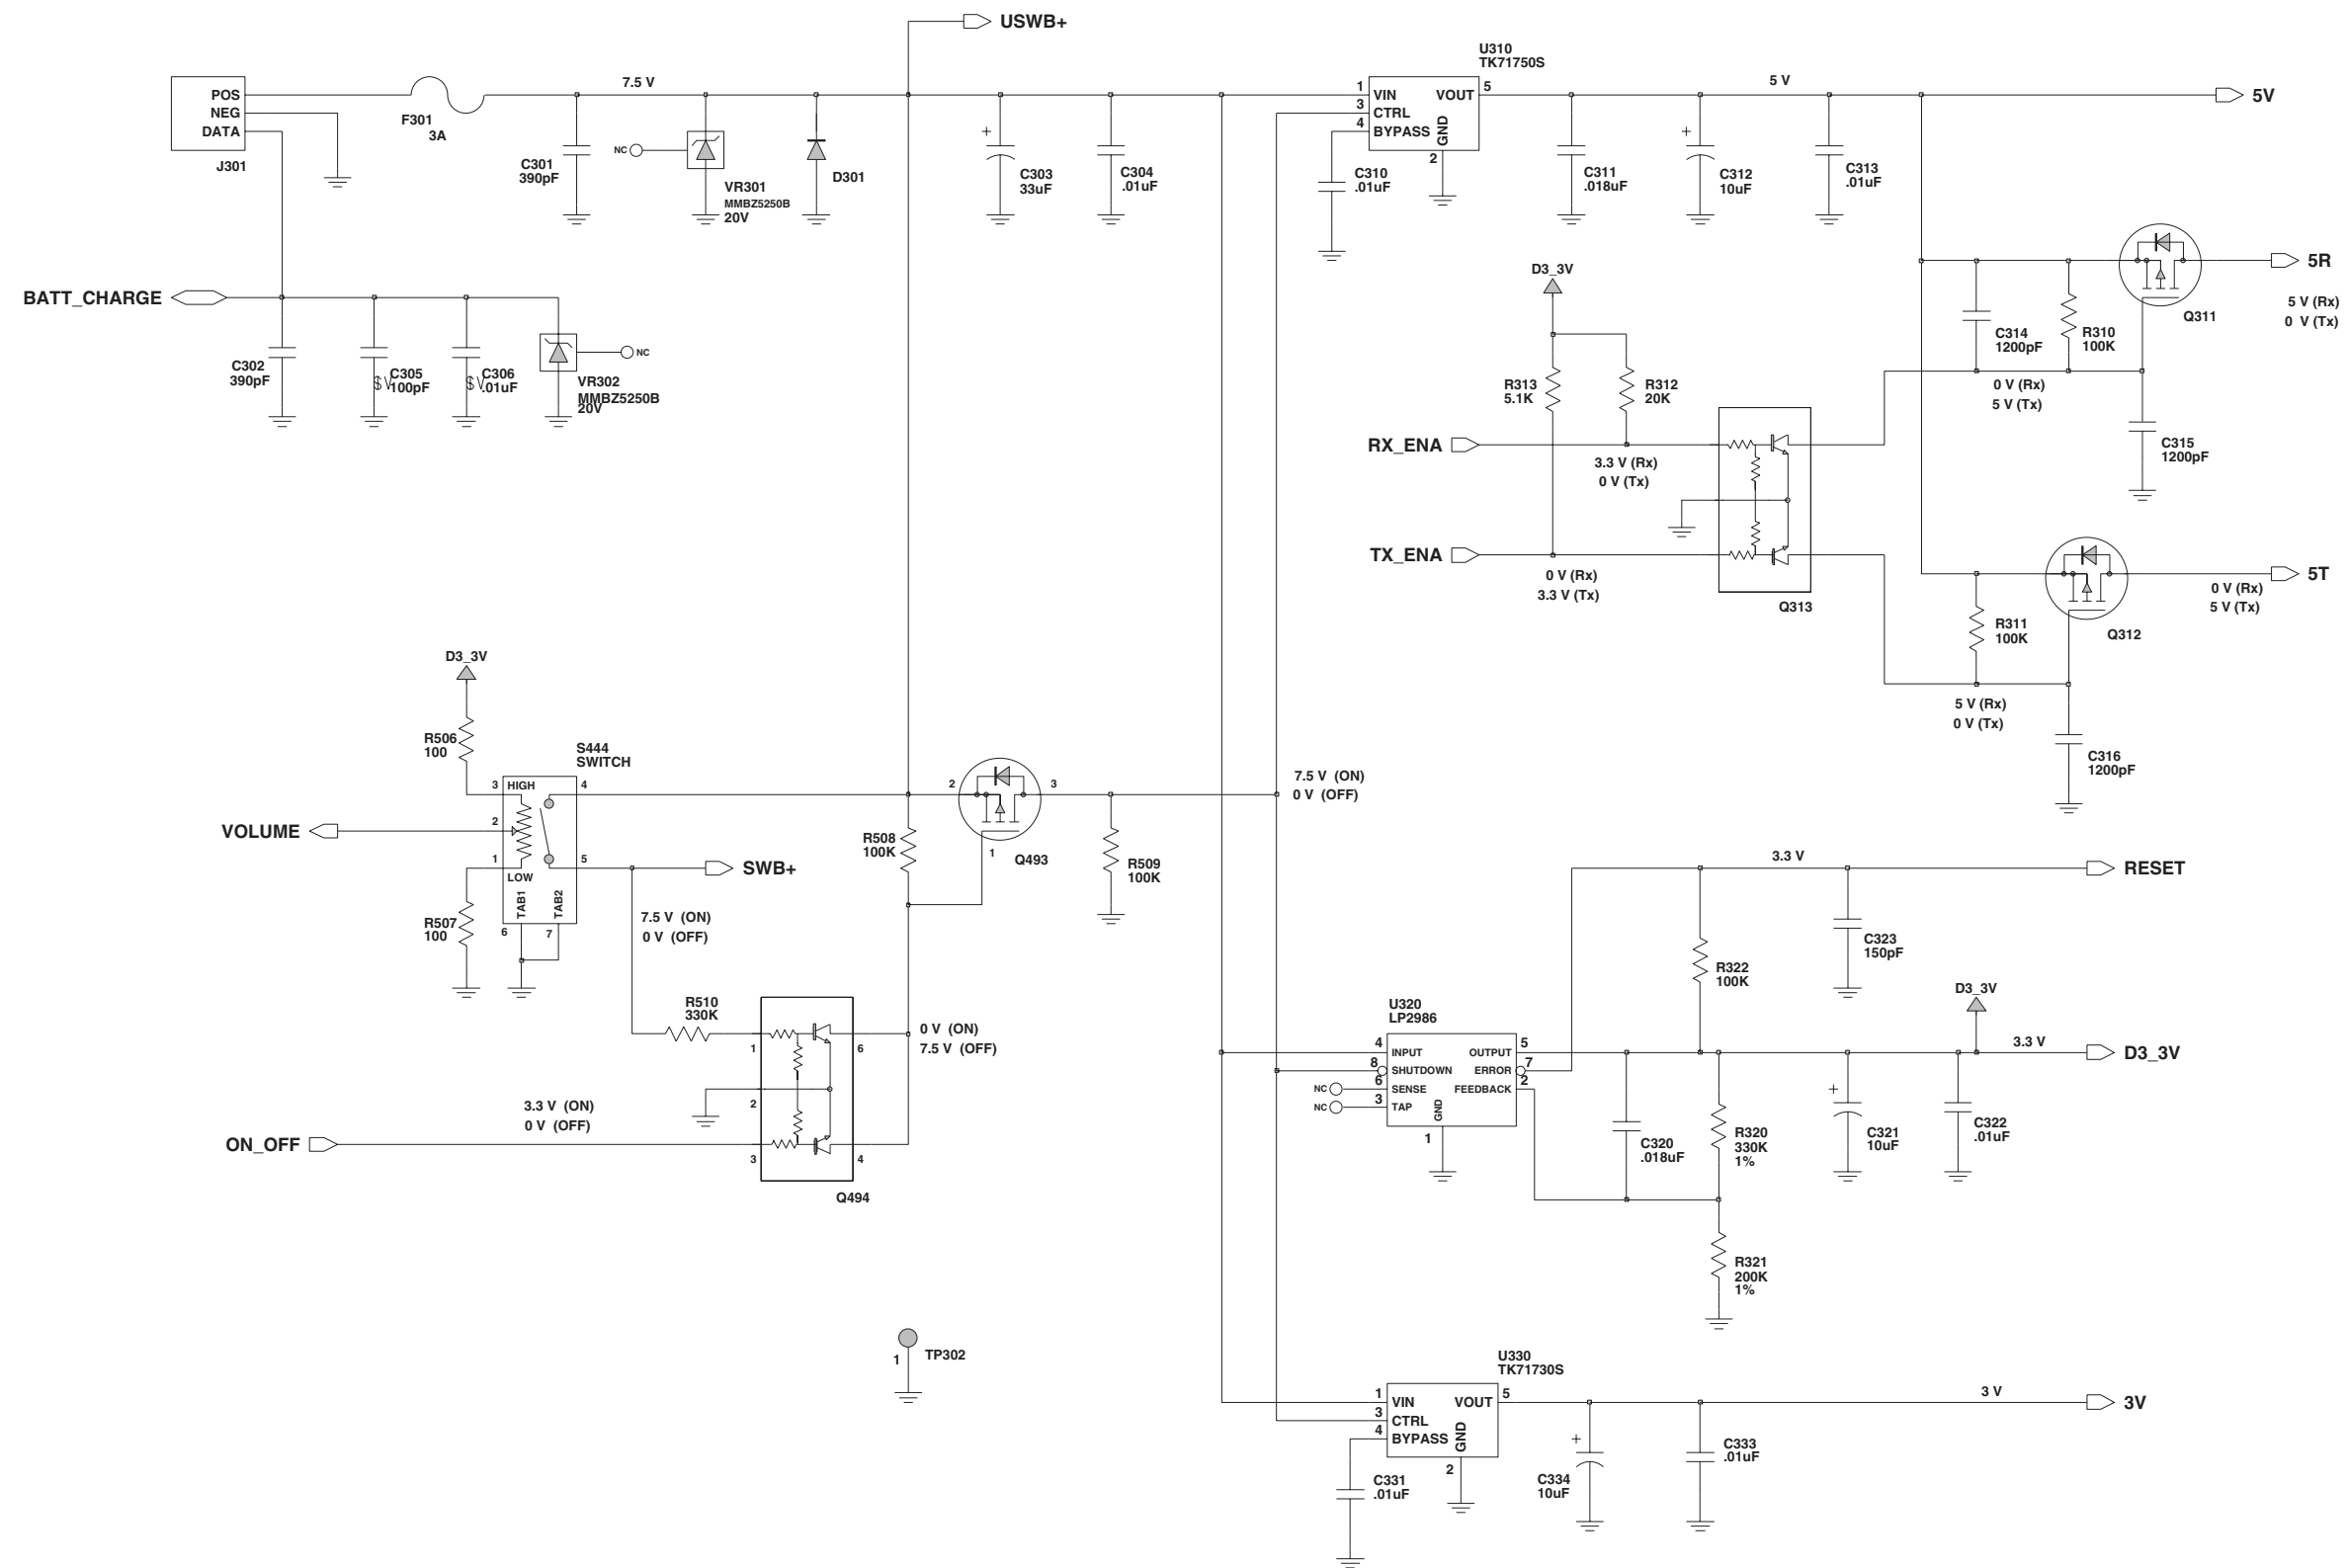 USWB+
U310
TK71750S
POS
NEG
DATA
J301
F301
3A
7.5 V
C301
390pF
NC
VR301
MMBZ5250B
20V
D301
+
C303
33uF
C304
.01uF
1
3
4
VIN
CTRL
BYPASS
VOUT
GND
5
2
C310
.01uF
5 V
5V
C311
.018uF
+
C312
10uF
C313
.01uF
BATT_CHARGE
C302
390pF
$V
C305
100pF
$V
C306
.01uF
NC
VR302
MMBZ5250B
20V
D3_3V
R313
5.1K
R312
20K
RX_ENA
3.3 V (Rx)
0 V (Tx)
TX_ENA
0 V (Rx)
3.3 V (Tx)
Q313
C314
1200pF
R310
100K
Q311
5R
5 V (Rx)
0 V (Tx)
0 V (Rx)
5 V (Tx)
C315
1200pF
R311
100K
Q312
5T
0 V (Rx)
5 V (Tx)
5 V (Rx)
0 V (Tx)
C316
1200pF
D3_3V
R506
100
S444
SWITCH
3
HIGH
4
2
VOLUME
1
LOW
5
TAB1
TAB2
6
7
R507
100
SWB+
7.5 V (ON)
0 V (OFF)
R508
100K
2
3
1
Q493
R509
100K
7.5 V (ON)
0 V (OFF)
R510
330K
1
6
2
3
4
0 V (ON)
7.5 V (OFF)
3.3 V (ON)
0 V (OFF)
ON_OFF
Q494
3.3 V
RESET
R322
100K
C323
150pF
U320
LP2986
4
8
6
3
INPUT
SHUTDOWN
SENSE
TAP
OUTPUT
ERROR
FEEDBACK
GND
5
7
2
1
NC
NC
D3_3V
3.3 V
D3_3V
C320
.018uF
R320
330K
1%
+
C321
10uF
C322
.01uF
R321
200K
1%
1
TP302
U330
TK71730S
1
3
4
VIN
CTRL
BYPASS
VOUT
GND
5
2
C331
.01uF
3 V
3V
+
C334
10uF
C333
.01uF